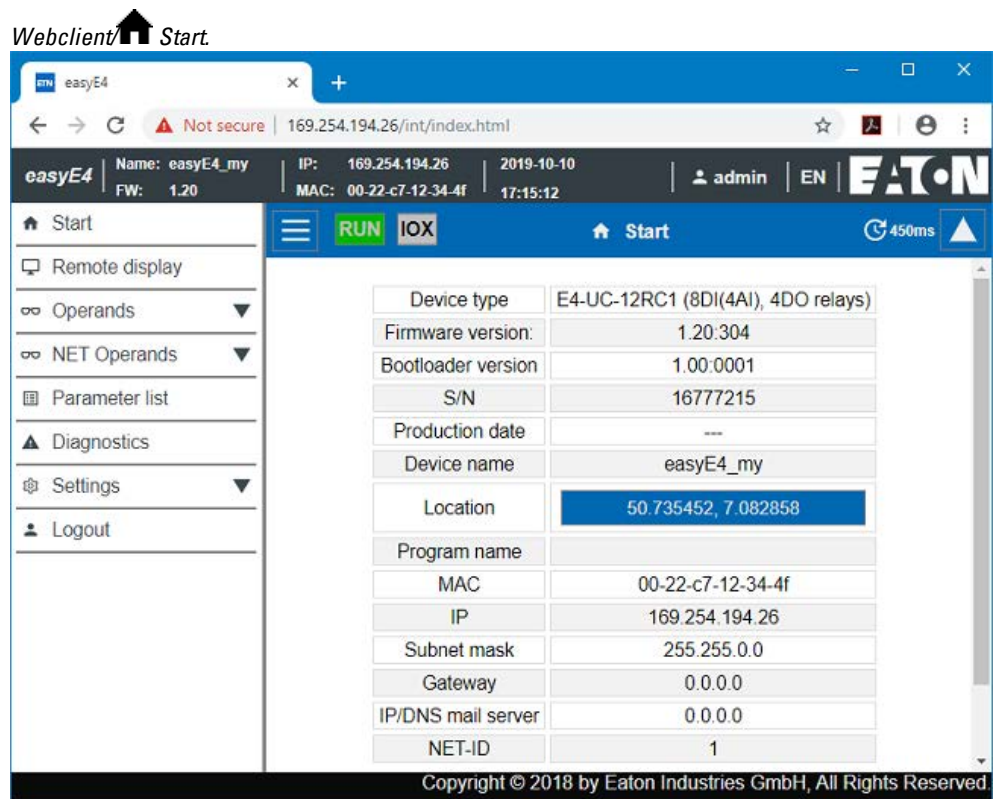 Webclient/ Start.
ETN easyE4
Not secure | 169.254.194.26/int/index.html
easyE4
Name: easyE4_my
FW: 1.20
IP: 169.254.194.26
MAC: 00-22-c7-12-34-4f
2019-10-10
17:15:12
admin
EN
EATON
Start
Remote display
Operands
NET Operands
Parameter list
Diagnostics
Settings
Logout
RUN IOX Start 450ms
Device type E4-UC-12RC1 (8DI(4AI), 4DO relays)
Firmware version: 1.20:304
Bootloader version 1.00:0001
S/N 16777215
Production date ---
Device name easyE4_my
Location 50.735452, 7.082858
Program name
MAC 00-22-c7-12-34-4f
IP 169.254.194.26
Subnet mask 255.255.0.0
Gateway 0.0.0.0
IP/DNS mail server 0.0.0.0
NET-ID 1
Copyright © 2018 by Eaton Industries GmbH, All Rights Reserved.